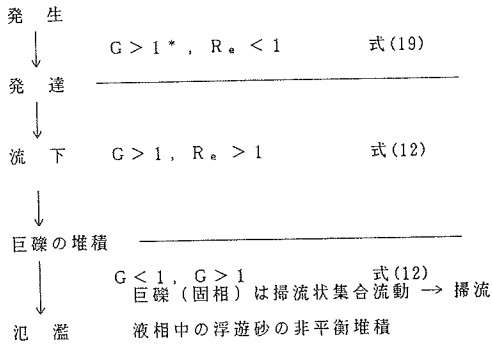 発 生
G>1*, Re<1 式(19)
発 達
流 下 G>1, Re>1 式(12)
巨礫の堆積
G<1, G>1 式(12)
巨礫(固相)は掃流状集合流動 → 掃流
氾 濫 液相中の浮遊砂の非平衡堆積